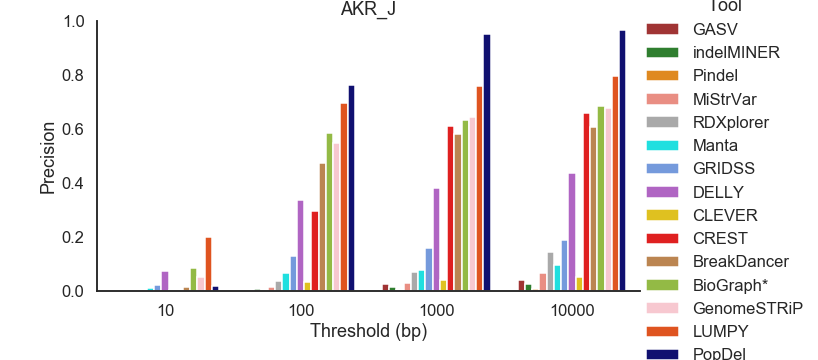 AKR_J
Tool
1.0
0.8
0.6
0.4
0.2
0.0
Precision
10
100
1000
10000
Threshold (bp)
GASV
indelMINER
Pindel
MiStrVar
RDXplorer
Manta
GRIDSS
DELLY
CLEVER
CREST
BreakDancer
BioGraph*
GenomeSTRiP
LUMPY
PopDel